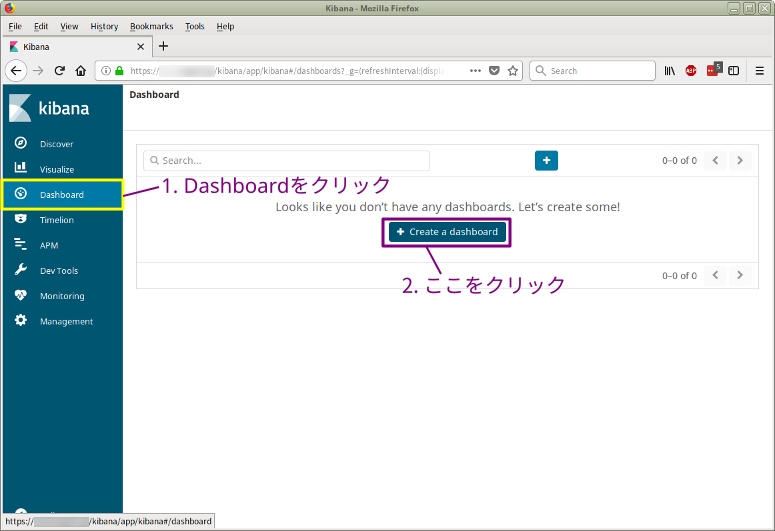 Kibana - Mozilla Firefox
File Edit View History Bookmarks Tools Help
Kibana
https:// /kibana/app/kibana#/dashboards?_g=(refreshInterval:(displ
Search
ABP
5
kibana
Dashboard
Discover
Visualize
Dashboard
Timelion
APM
Dev Tools
Monitoring
Management
Search...
0–0 of 0
1. Dashboardをクリック
Looks like you don't have any dashboards. Let's create some!
Create a dashboard
0–0 of 0
2. ここをクリック
https:// /kibana/app/kibana#/dashboard